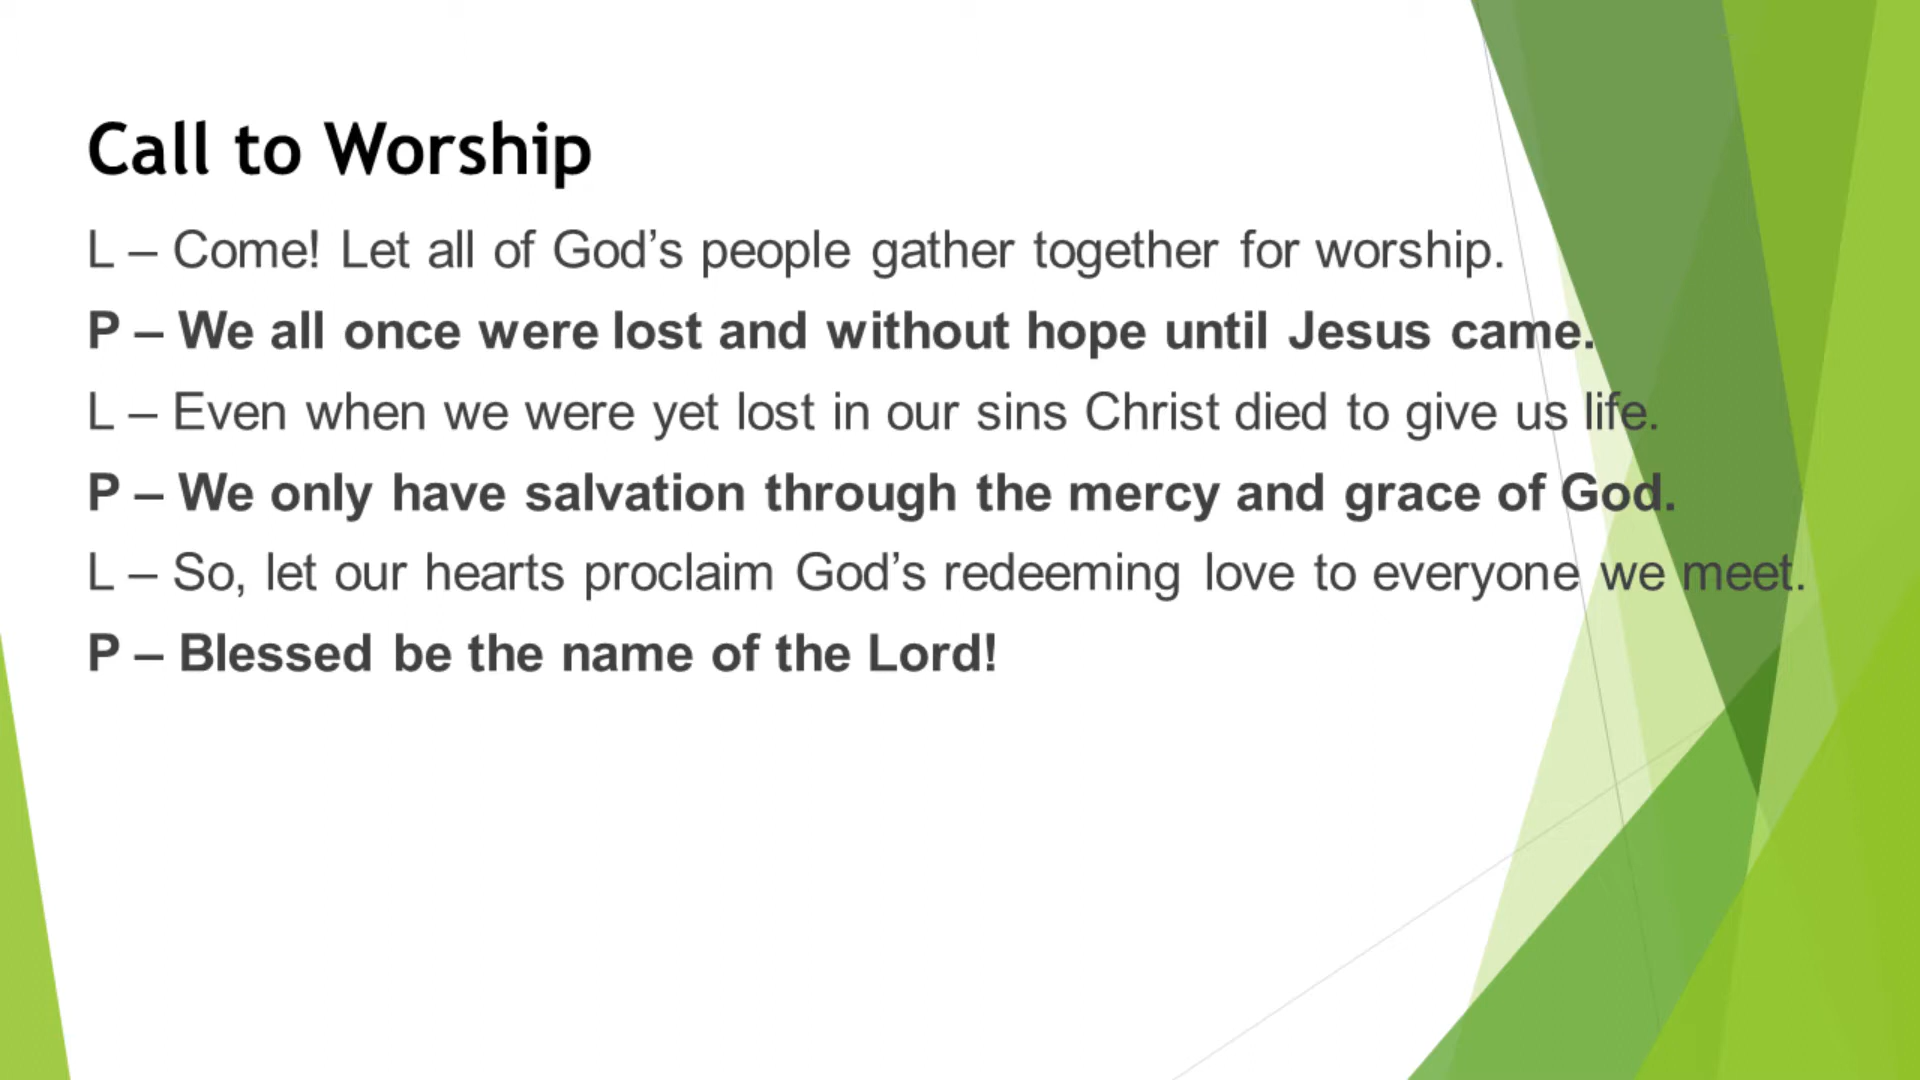 Call to Worship
L – Come! Let all of God’s people gather together for worship.
P – We all once were lost and without hope until Jesus came.
L – Even when we were yet lost in our sins Christ died to give us life.
P – We only have salvation through the mercy and grace of God.
L – So, let our hearts proclaim God’s redeeming love to everyone we meet.
P – Blessed be the name of the Lord!